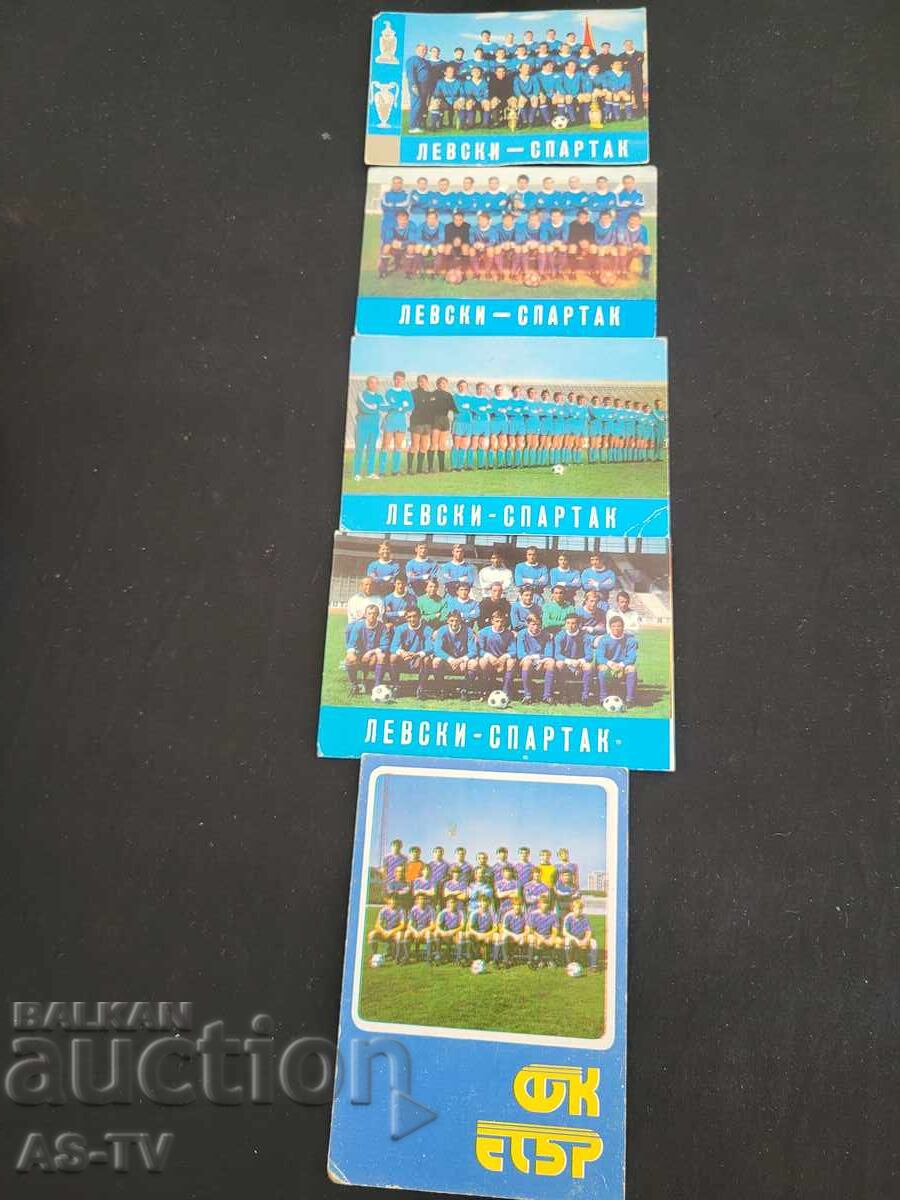 ЛЕВСКИ – СПАРТАК
ЛЕВСКИ – СПАРТАК
ЛЕВСКИ - СПАРТАК
ЛЕВСКИ - СПАРТАК
ФК
ЕТЪР
BALKAN
auction
AS-TV